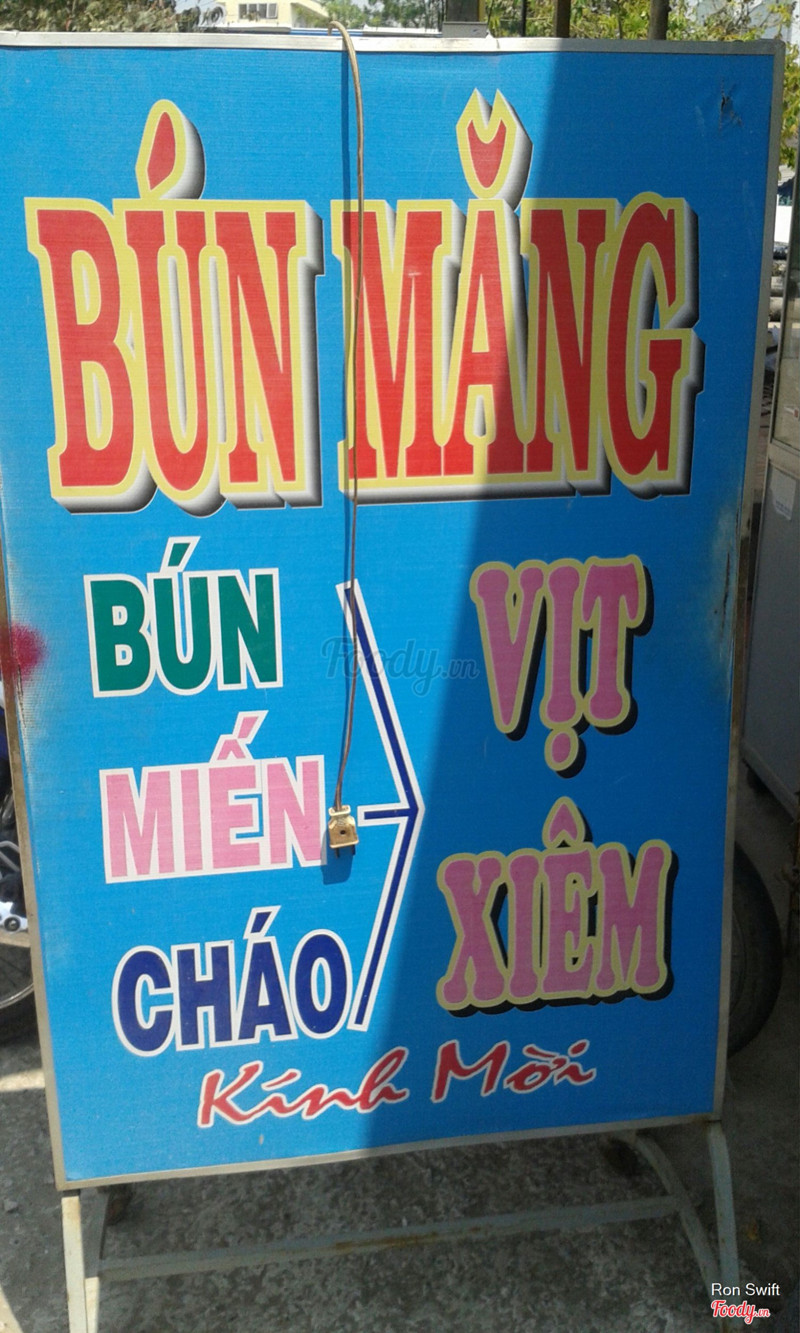 BÚN MĂNG
BÚN
VỊT
MIẾN
XIÊM
CHÁO
Kính Mời
Foody.vn
Ron Swift
Foody.vn